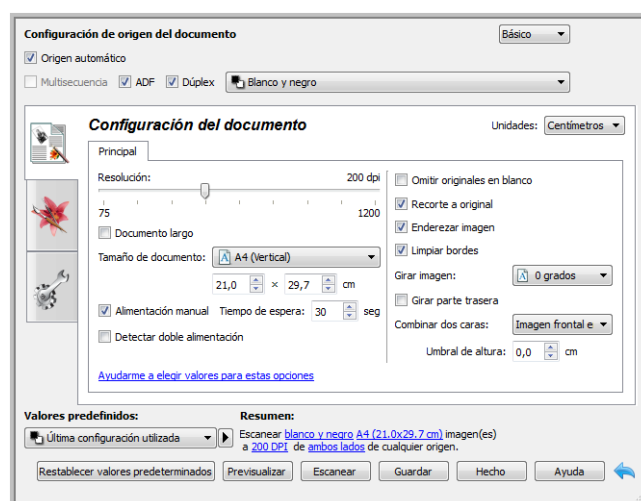 Configuración de origen del documento Básico
Origen automático
Multisecuencia ADF Dúplex Blanco y negro
Configuración del documento Unidades: Centímetros
Principal
Resolución: 200 dpi
75 1200
Documento largo
Tamaño de documento: A4 (Vertical)
21,0 × 29,7 cm
Alimentación manual Tiempo de espera: 30 seg
Detectar doble alimentación
Ayudarme a elegir valores para estas opciones
Omitir originales en blanco
Recorte a original
Enderezar imagen
Limpiar bordes
Girar imagen: 0 grados
Girar parte trasera
Combinar dos caras: Imagen frontal e
Umbral de altura: 0,0 cm
Valores predefinidos: Resumen:
Última configuración utilizada
Escanear blanco y negro A4 (21.0x29.7 cm) imagen(es)
a 200 DPI de ambos lados de cualquier origen.
Restablecer valores predeterminados Previsualizar Escanear Guardar Hecho Ayuda